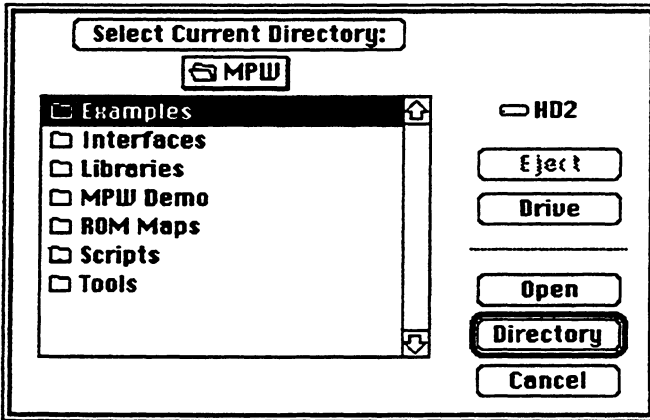 Select Current Directory:
MPW
Examples
Interfaces
Libraries
MPW Demo
ROM Maps
Scripts
Tools
HD2
Eject
Drive
Open
Directory
Cancel